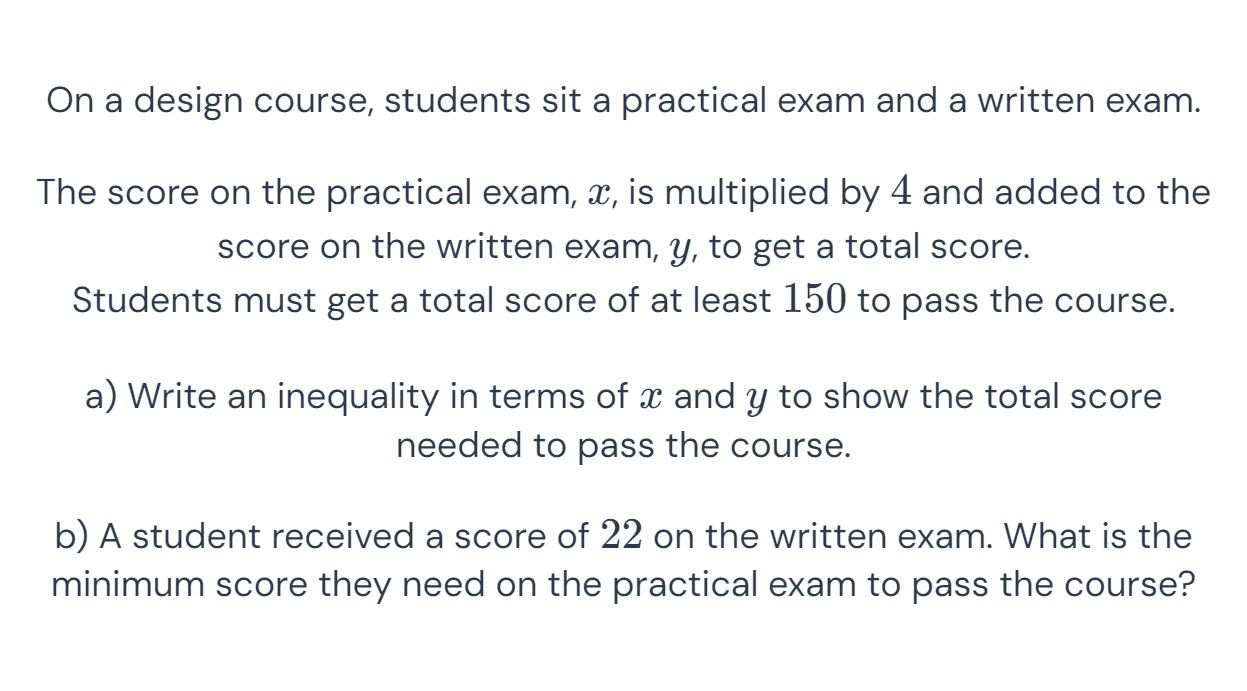 On a design course, students sit a practical exam and a written exam.
The score on the practical exam, x, is multiplied by 4 and added to the
score on the written exam, y, to get a total score.
Students must get a total score of at least 150 to pass the course.
a) Write an inequality in terms of x and y to show the total score
needed to pass the course.
b) A student received a score of 22 on the written exam. What is the
minimum score they need on the practical exam to pass the course?